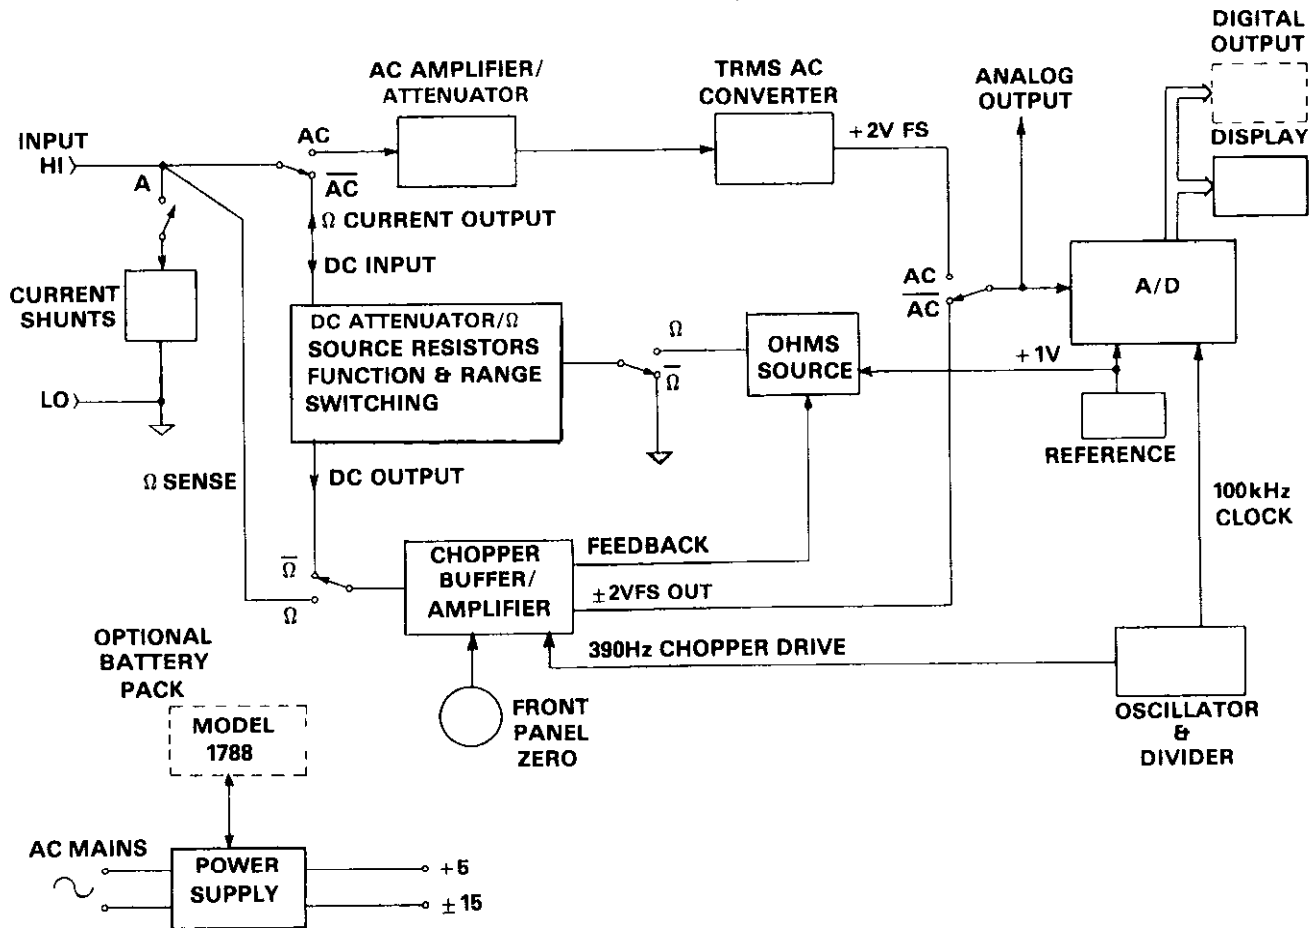 DIGITAL
OUTPUT
AC AMPLIFIER/
ATTENUATOR
TRMS AC
CONVERTER
ANALOG
OUTPUT
+2V FS
DISPLAY
INPUT
HI
AC
A
A̅C̅
Ω CURRENT OUTPUT
DC INPUT
CURRENT
SHUNTS
LO
DC ATTENUATOR/Ω
SOURCE RESISTORS
FUNCTION & RANGE
SWITCHING
Ω
Ω̅
OHMS
SOURCE
AC
A̅C̅
A/D
+1V
REFERENCE
Ω SENSE
DC OUTPUT
100kHz
CLOCK
Ω̅
Ω
CHOPPER
BUFFER/
AMPLIFIER
FEEDBACK
±2VFS OUT
390Hz CHOPPER DRIVE
OPTIONAL
BATTERY
PACK
MODEL
1788
FRONT
PANEL
ZERO
OSCILLATOR
&
DIVIDER
AC MAINS
POWER
SUPPLY
+5
±15